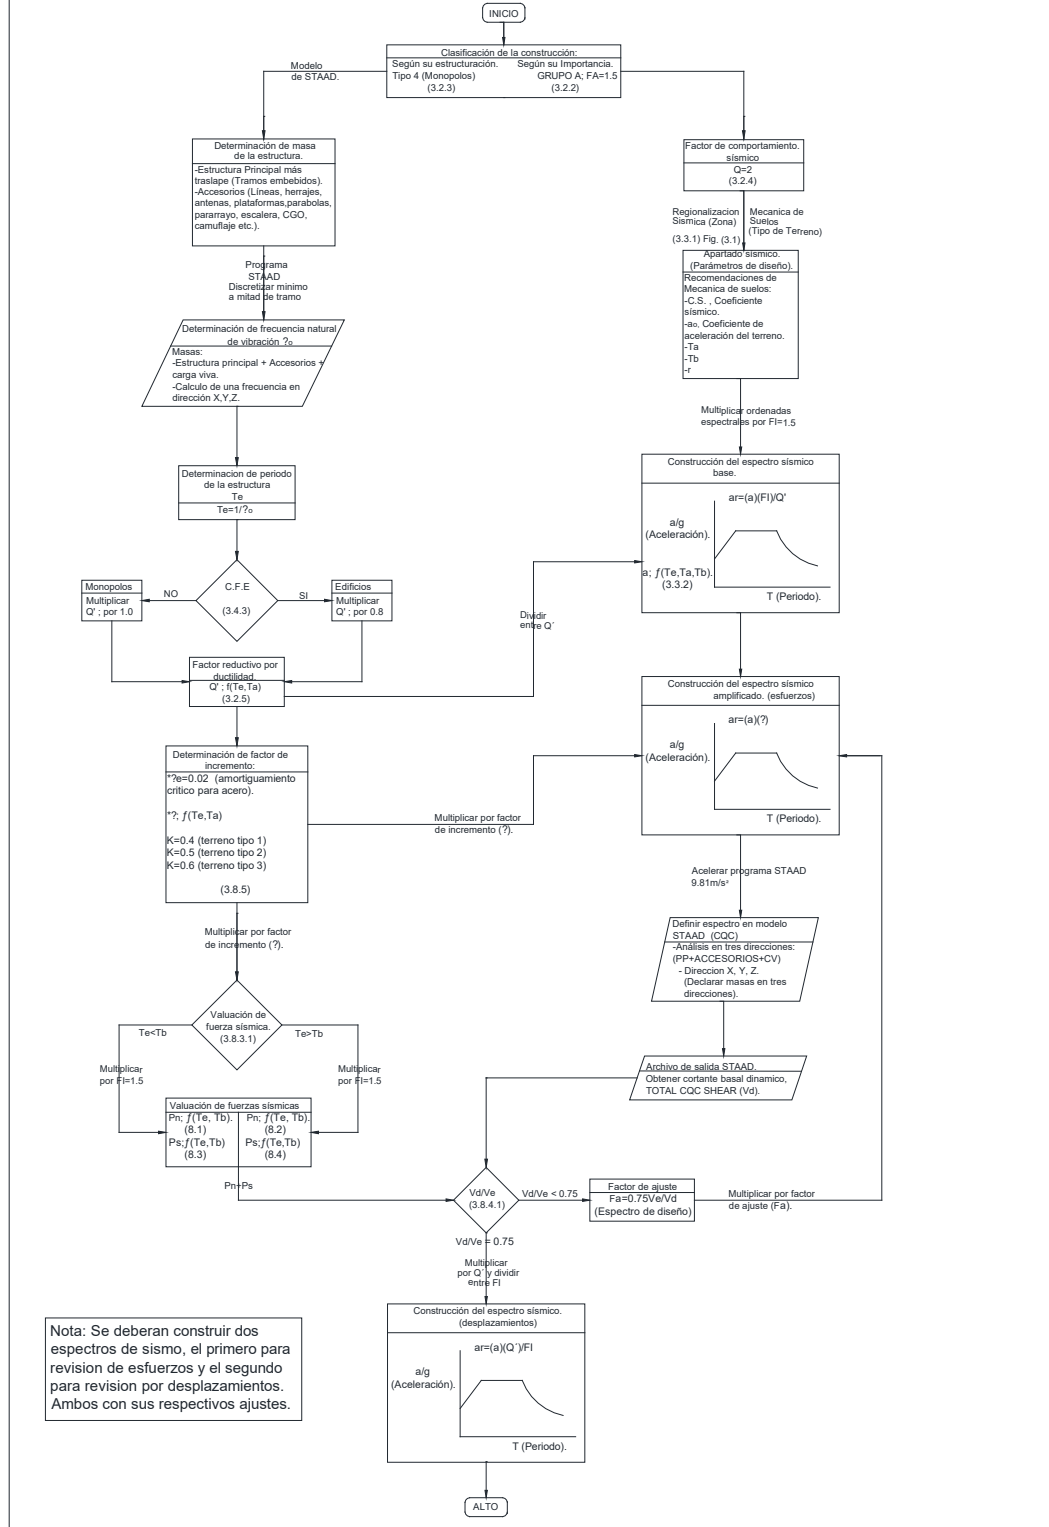 INICIO
Clasificación de la construcción:
Según su estructuración.
Tipo 4 (Monopolos)
(3.2.3)
Según su Importancia.
GRUPO A; FA=1.5
(3.2.2)
Modelo
de STAAD.
Determinación de masa
de la estructura.
-Estructura Principal más
traslape (Tramos embebidos).
-Accesorios (Líneas, herrajes,
antenas, plataformas,parabolas,
pararrayo, escalera, CGO,
camuflaje etc.).
Factor de comportamiento.
sísmico
Q=2
(3.2.4)
Regionalizacion
Sismica (Zona)
(3.3.1) Fig. (3.1)
Mecanica de
Suelos
(Tipo de Terreno)
Programa
STAAD
Discretizar minimo
a mitad de tramo
Apartado sísmico.
(Parámetros de diseño).
Recomendaciones de
Mecanica de suelos:
-C.S. , Coeficiente
sísmico.
-ao, Coeficiente de
aceleración del terreno.
-Ta
-Tb
-r
Determinación de frecuencia natural
de vibración ?o
Masas:
-Estructura principal + Accesorios +
carga viva.
-Calculo de una frecuencia en
dirección X,Y,Z.
Multiplicar ordenadas
espectrales por FI=1.5
Determinacion de periodo
de la estructura
Te
Te=1/?o
Construcción del espectro sísmico
base.
ar=(a)(FI)/Q'
a/g
(Aceleración).
a; ƒ(Te,Ta,Tb).
(3.3.2)
T (Periodo).
C.F.E
(3.4.3)
NO
SI
Monopolos
Multiplicar
Q' ; por 1.0
Edificios
Multiplicar
Q' ; por 0.8
Dividir
entre Q´
Factor reductivo por
ductilidad.
Q' ; f(Te,Ta)
(3.2.5)
Construcción del espectro sísmico
amplificado. (esfuerzos)
ar=(a)(?)
a/g
(Aceleración).
T (Periodo).
Determinación de factor de
incremento:
*?e=0.02 (amortiguamiento
critico para acero).
*?; ƒ(Te,Ta)
K=0.4 (terreno tipo 1)
K=0.5 (terreno tipo 2)
K=0.6 (terreno tipo 3)
(3.8.5)
Multiplicar por factor
de incremento (?).
Acelerar programa STAAD
9.81m/s²
Definir espectro en modelo
STAAD (CQC)
-Análisis en tres direcciones:
(PP+ACCESORIOS+CV)
- Direccion X, Y, Z.
(Declarar masas en tres
direcciones).
Multiplicar por factor
de incremento (?).
Valuación de
fuerza sísmica.
(3.8.3.1)
Te<Tb
Te>Tb
Multiplicar
por FI=1.5
Multiplicar
por FI=1.5
Archivo de salida STAAD.
Obtener cortante basal dinamico,
TOTAL CQC SHEAR (Vd).
Valuación de fuerzas sísmicas
Pn; ƒ(Te, Tb).
(8.1)
Ps;ƒ(Te,Tb)
(8.3)
Pn; ƒ(Te, Tb).
(8.2)
Ps;ƒ(Te,Tb)
(8.4)
Pn+Ps
Vd/Ve
(3.8.4.1)
Vd/Ve < 0.75
Factor de ajuste
Fa=0.75Ve/Vd
(Espectro de diseño)
Multiplicar por factor
de ajuste (Fa).
Vd/Ve = 0.75
Multiplicar
por Q´ y dividir
entre FI
Construcción del espectro sísmico.
(desplazamientos)
ar=(a)(Q´)/FI
a/g
(Aceleración).
T (Periodo).
Nota: Se deberan construir dos
espectros de sismo, el primero para
revision de esfuerzos y el segundo
para revision por desplazamientos.
Ambos con sus respectivos ajustes.
ALTO